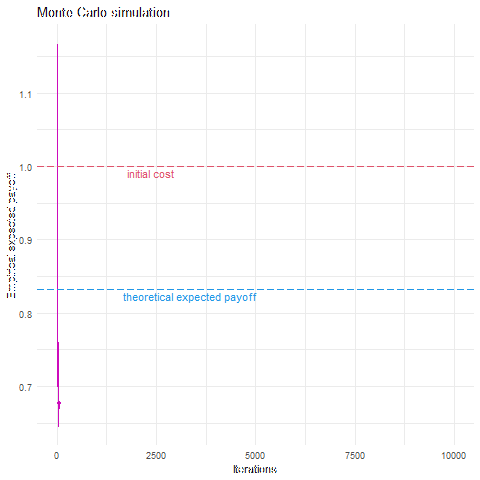 Monte Carlo simulation
Empirical expected payoff
1.1
1.0
initial cost
0.9
theoretical expected payoff
0.8
0.7
0
2500
5000
7500
10000
Iterations